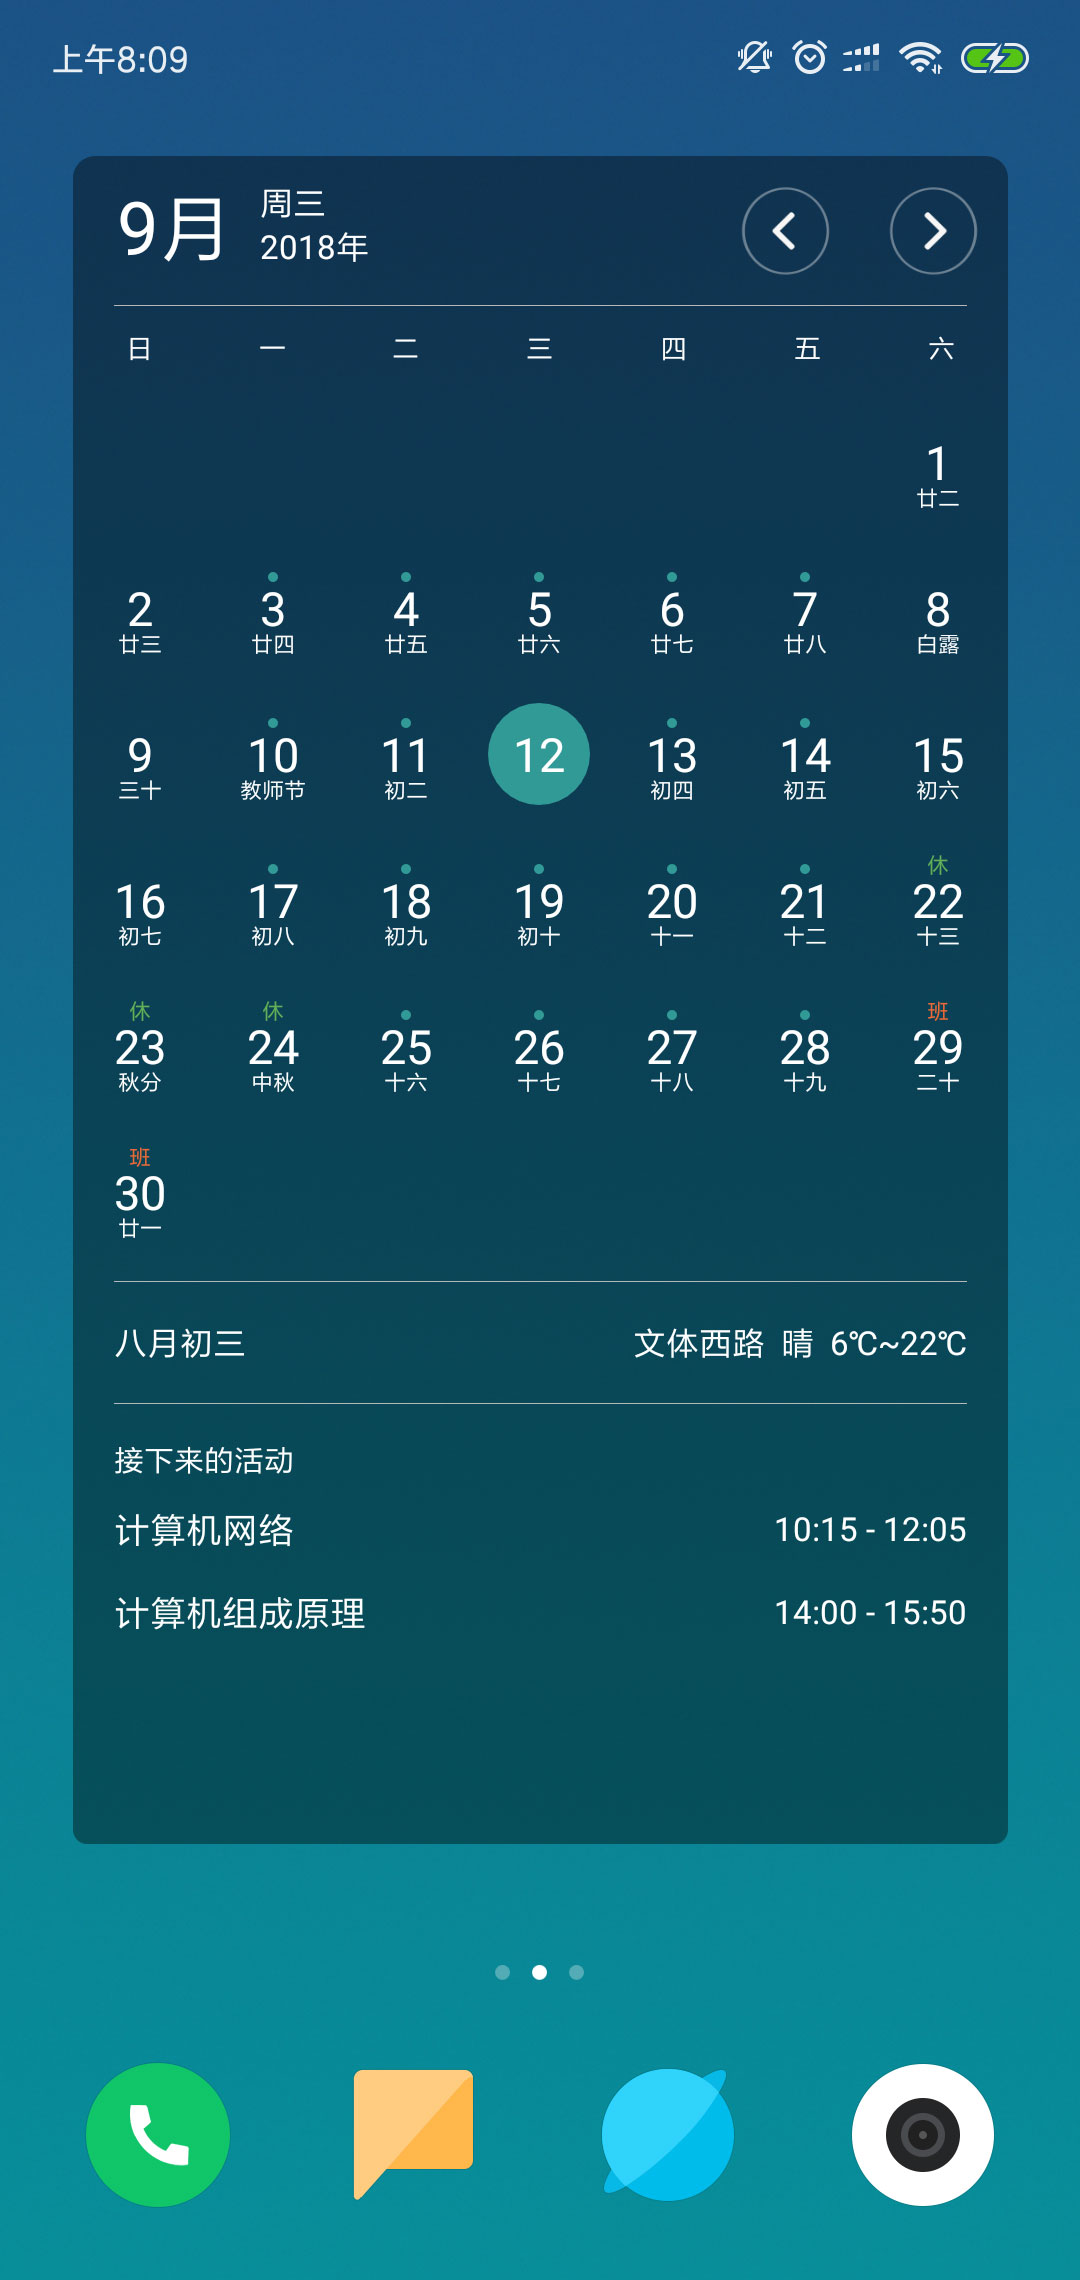 上午8:09
9月
周三
2018年
日 一 二 三 四 五 六
1
廿二
2 3 4 5 6 7 8
廿三 廿四 廿五 廿六 廿七 廿八 白露
9 10 11 12 13 14 15
三十 教师节 初二 初四 初五 初六
休
16 17 18 19 20 21 22
初七 初八 初九 初十 十一 十二 十三
休 休 班
23 24 25 26 27 28 29
秋分 中秋 十六 十七 十八 十九 二十
班
30
廿一
八月初三 文体西路 晴 6℃~22℃
接下来的活动
计算机网络 10:15 - 12:05
计算机组成原理 14:00 - 15:50